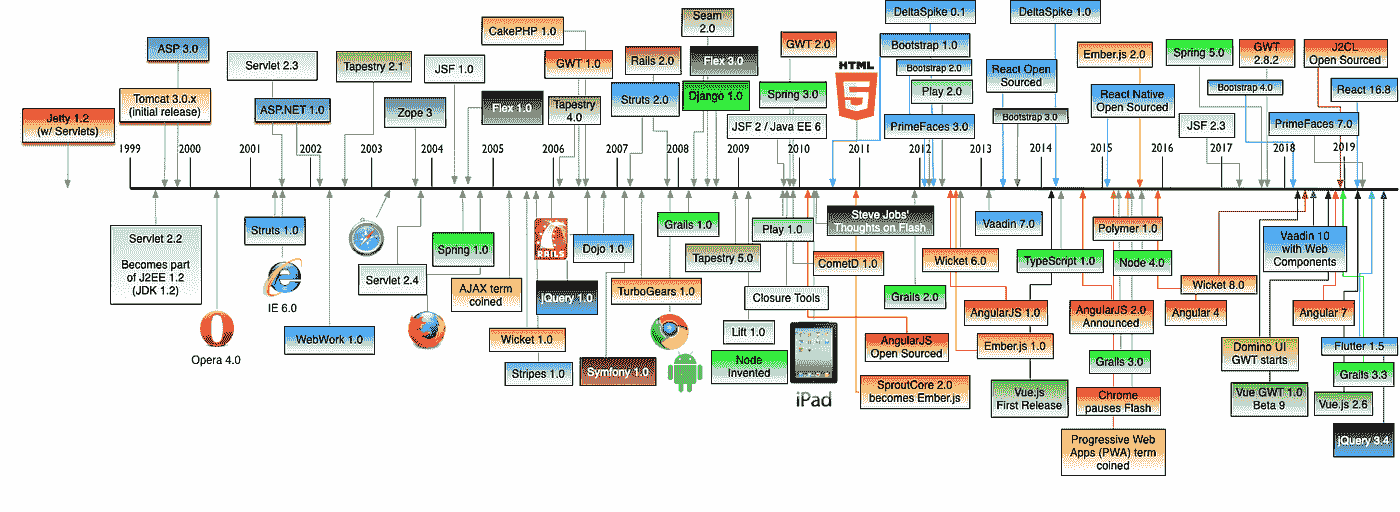 Seam
2.0
DeltaSpike 0.1
DeltaSpike 1.0
CakePHP 1.0
ASP 3.0
Servlet 2.3
Tapestry 2.1
JSF 1.0
GWT 1.0
Rails 2.0
Flex 3.0
GWT 2.0
HTML
5
Bootstrap 1.0
Bootstrap 2.0
React Open
Sourced
Ember.js 2.0
Spring 5.0
GWT
2.8.2
J2CL
Open Sourced
Jetty 1.2
(w/ Servlets)
Tomcat 3.0.x
(initial release)
ASP.NET 1.0
Zope 3
Flex 1.0
Tapestry
4.0
Struts 2.0
Django 1.0
Spring 3.0
Play 2.0
Bootstrap 3.0
React Native
Open Sourced
Bootstrap 4.0
React 16.8
JSF 2 / Java EE 6
PrimeFaces 3.0
JSF 2.3
PrimeFaces 7.0
1999
2000
2001
2002
2003
2004
2005
2006
2007
2008
2009
2010
2011
2012
2013
2014
2015
2016
2017
2018
2019
Servlet 2.2
Becomes part
of J2EE 1.2
(JDK 1.2)
Struts 1.0
IE 6.0
Opera 4.0
WebWork 1.0
Servlet 2.4
Spring 1.0
AJAX term
coined
Wicket 1.0
Stripes 1.0
RAILS
jQuery 1.0
Dojo 1.0
Symfony 1.0
TurboGears 1.0
Grails 1.0
Tapestry 5.0
Lift 1.0
Node
Invented
Play 1.0
Closure Tools
iPad
CometD 1.0
Steve Jobs'
Thoughts on Flash
Grails 2.0
AngularJS
Open Sourced
SproutCore 2.0
becomes Ember.js
Wicket 6.0
Vaadin 7.0
AngularJS 1.0
Ember.js 1.0
Vue.js
First Release
TypeScript 1.0
Polymer 1.0
Node 4.0
AngularJS 2.0
Announced
Grails 3.0
Chrome
pauses Flash
Progressive Web
Apps (PWA) term
coined
Wicket 8.0
Angular 4
Vaadin 10
with Web
Components
Angular 7
Domino UI
GWT starts
Vue GWT 1.0
Beta 9
Flutter 1.5
Grails 3.3
Vue.js 2.6
jQuery 3.4